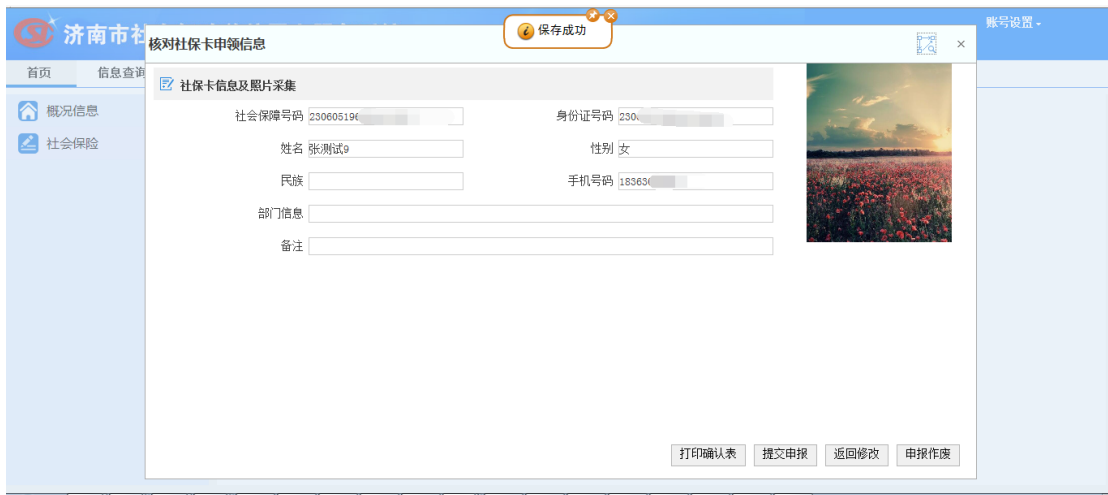 济南市社
保存成功
账号设置
核对社保卡申领信息
×
首页 信息查询
社保卡信息及照片采集
概况信息
社会保险
社会保障号码 23060519
身份证号码 230
姓名 张测试9
性别 女
民族
手机号码 18363
部门信息
备注
打印确认表 提交申报 返回修改 申报作废